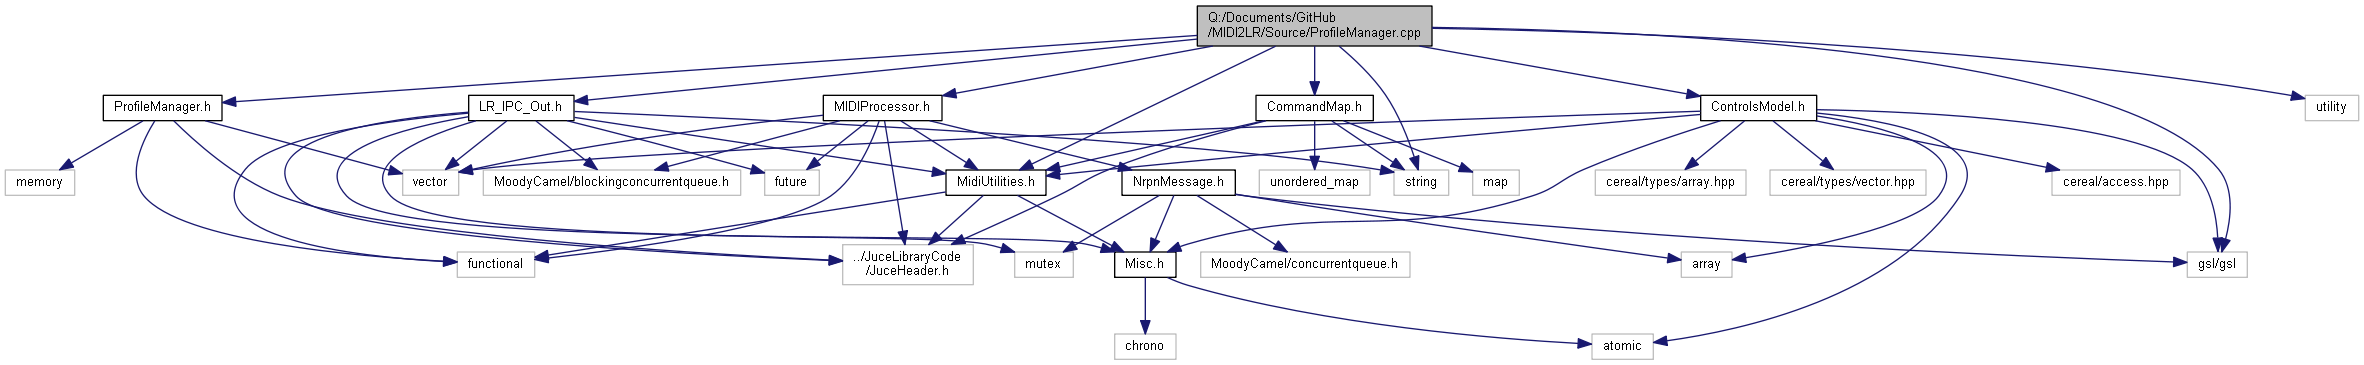 Q:/Documents/GitHub
/MIDI2LR/Source/ProfileManager.cpp
ProfileManager.h
LR_IPC_Out.h
MIDIProcessor.h
CommandMap.h
ControlsModel.h
utility
memory
vector
MoodyCamel/blockingconcurrentqueue.h
future
MidiUtilities.h
NrpnMessage.h
unordered_map
string
map
cereal/types/array.hpp
cereal/types/vector.hpp
cereal/access.hpp
functional
../JuceLibraryCode
/JuceHeader.h
mutex
Misc.h
MoodyCamel/concurrentqueue.h
array
gsl/gsl
chrono
atomic